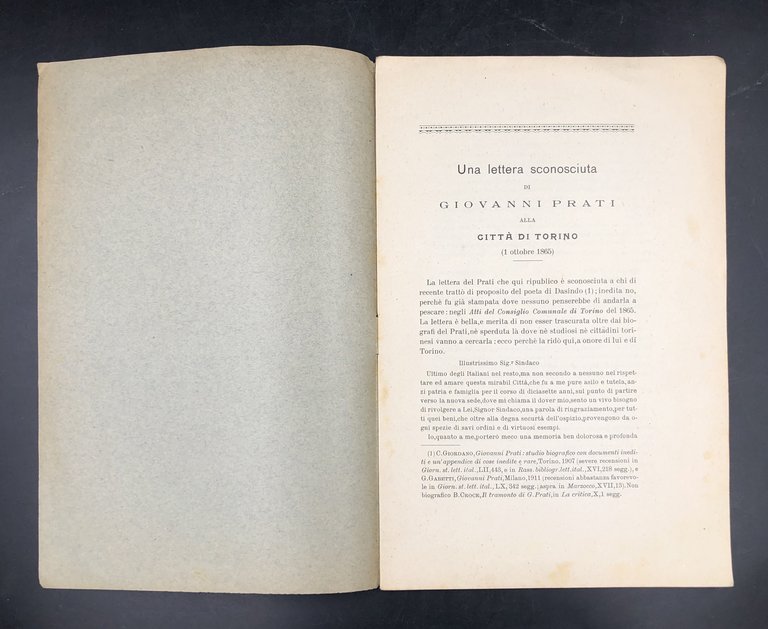 Una lettera sconosciuta
DI
GIOVANNI PRATI
ALLA
CITTÀ DI TORINO
(1 ottobre 1865)
La lettera del Prati che qui ripublico è sconosciuta a chi di
recente trattò di proposito del poeta di Dasindo (1); inedita no,
perchè fu già stampata dove nessuno penserebbe di andarla a
pescare: negli Atti del Consiglio Comunale di Torino del 1865.
La lettera è bella,e merita di non esser trascurata oltre dai bio-
grafi del Prati,nè sperduta là dove nè studiosi nè cittadini tori-
nesi vanno a cercarla: ecco perchè la ridò qui,a onore di lui e di
Torino.
Illustrissimo Sig.r Sindaco
Ultimo degli Italiani nel resto,ma non secondo a nessuno nel rispet-
tare ed amare questa mirabil Città,che fu a me pure asilo e tutela,an-
zi patria e famiglia per il corso di diciasette anni,sul punto di partire
verso la nuova sede,dove mi chiama il dover mio,sento un vivo bisogno
di rivolgere a Lei,Signor Sindaco,una parola di ringraziamento,per tut-
ti quei beni,che oltre alla degna securtà dell'ospizio,provengono da o-
gni spezie di savi ordini e di virtuosi esempi.
Io,quanto a me,porterò meco una memoria ben dolorosa e profonda
(1) C.GIORDANO,Giovanni Prati: studio biografico con documenti inedi-
ti e un'appendice di cose inedite e rare,Torino,1907 (severe recensioni in
Giorn. st. lett. ital.,LII,448, e in Rass. bibliogr.lett.ital.,XVI,218 segg.), e
G.GABETTI,Giovanni Prati,Milano,1911 (recensioni abbastanza favorevo-
le in Giorn.st.lett.ital.,LX,342 segg.;aspra in Marzocco,XVII,15).Non
biografico B.CROCE,Il tramonto di G.Prati,in La critica,X,1 segg.